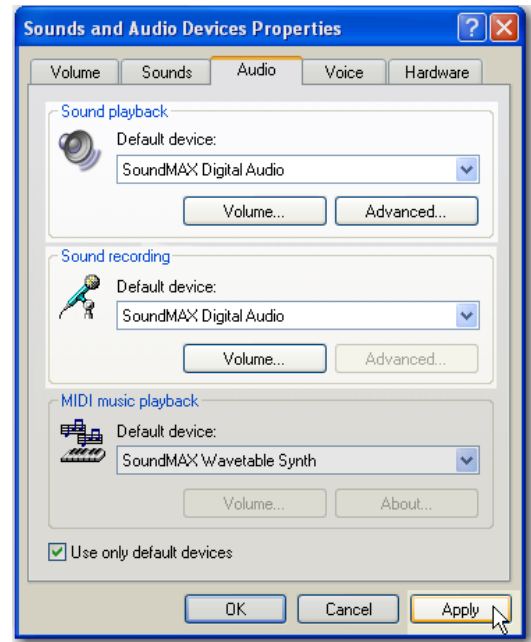 Sounds and Audio Devices Properties
?
X
Volume Sounds Audio Voice Hardware
Sound playback
Default device:
SoundMAX Digital Audio
Volume... Advanced...
Sound recording
Default device:
SoundMAX Digital Audio
Volume... Advanced...
MIDI music playback
Default device:
SoundMAX Wavetable Synth
Volume... About...
Use only default devices
OK Cancel Apply